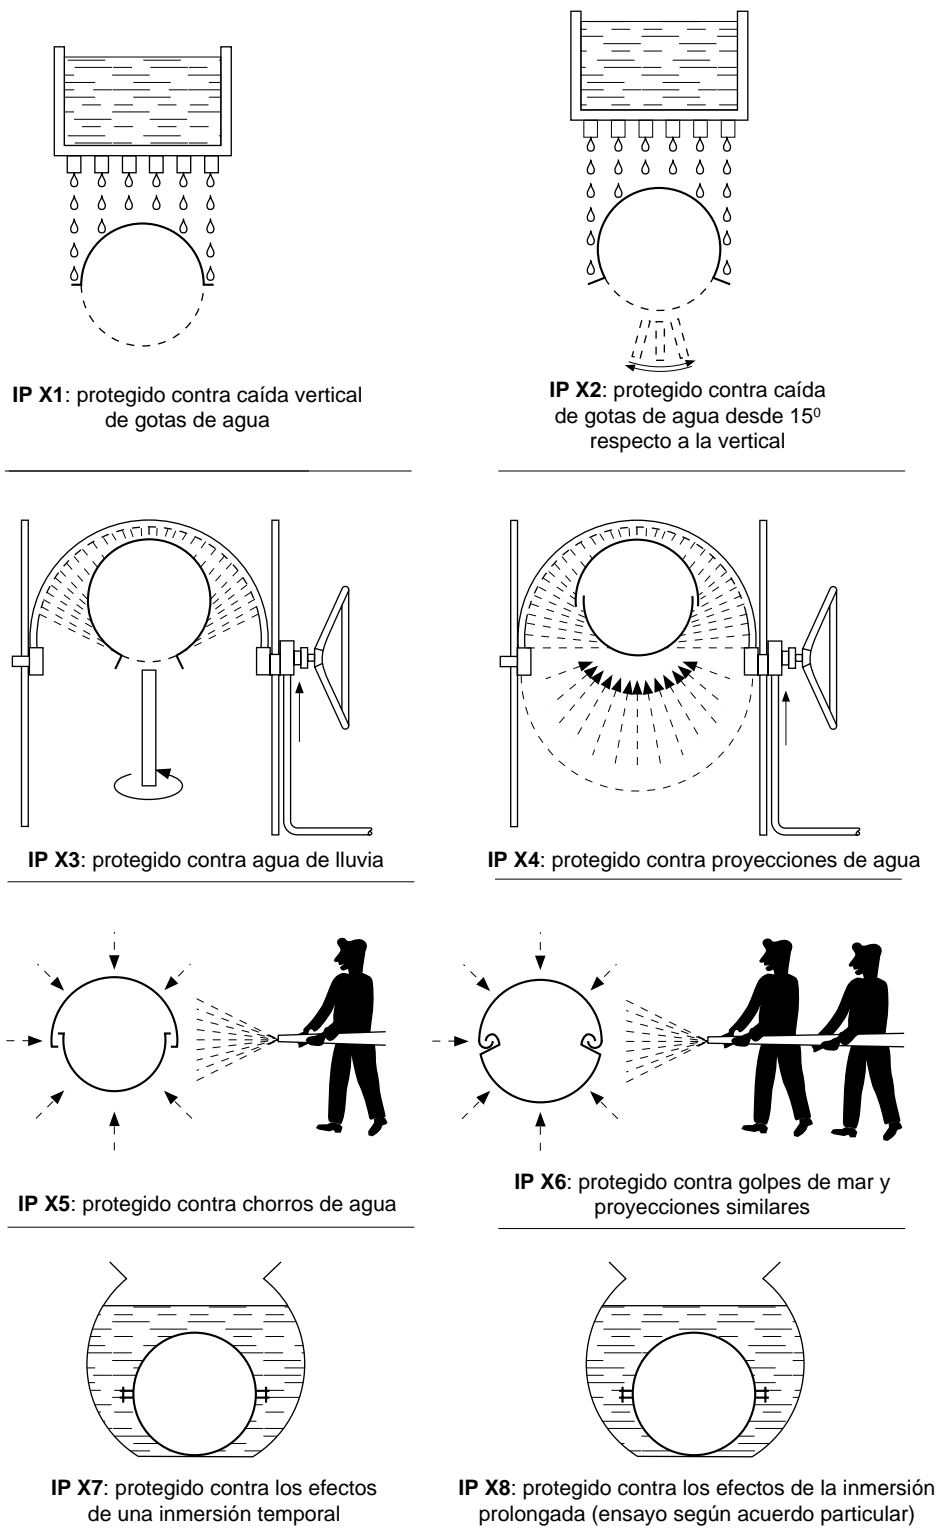 IP X1: protegido contra caída vertical
de gotas de agua
IP X2: protegido contra caída
de gotas de agua desde 15⁰
respecto a la vertical
IP X3: protegido contra agua de lluvia
IP X4: protegido contra proyecciones de agua
IP X5: protegido contra chorros de agua
IP X6: protegido contra golpes de mar y
proyecciones similares
IP X7: protegido contra los efectos
de una inmersión temporal
IP X8: protegido contra los efectos de la inmersión
prolongada (ensayo según acuerdo particular)